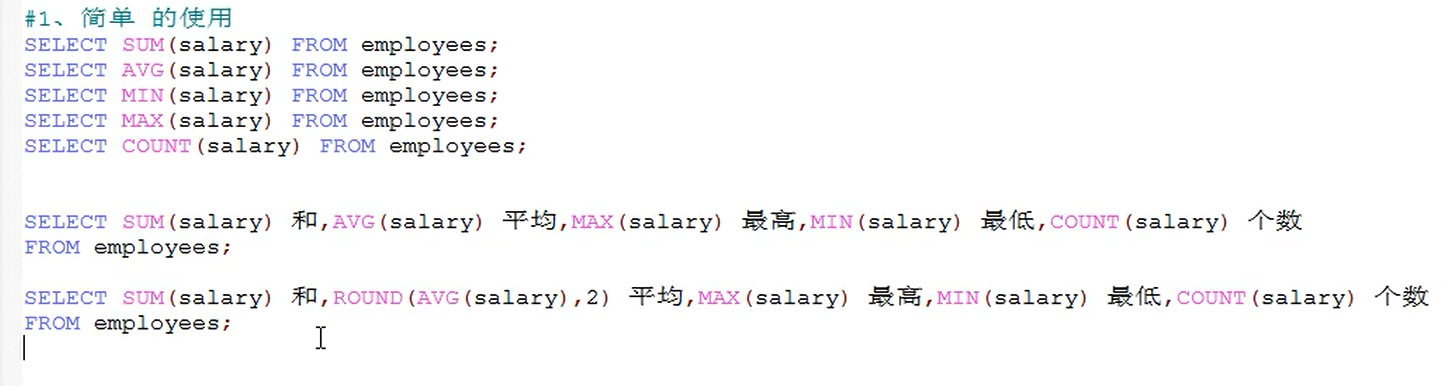 #1、简单 的使用
SELECT SUM(salary) FROM employees;
SELECT AVG(salary) FROM employees;
SELECT MIN(salary) FROM employees;
SELECT MAX(salary) FROM employees;
SELECT COUNT(salary) FROM employees;
SELECT SUM(salary) 和,AVG(salary) 平均,MAX(salary) 最高,MIN(salary) 最低,COUNT(salary) 个数
FROM employees;
SELECT SUM(salary) 和,ROUND(AVG(salary),2) 平均,MAX(salary) 最高,MIN(salary) 最低,COUNT(salary) 个数
FROM employees;